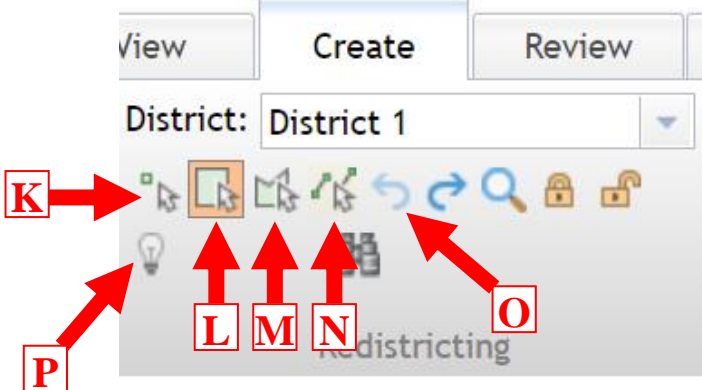 View Create Review
District: District 1
K
L M N O
Redistricting
P